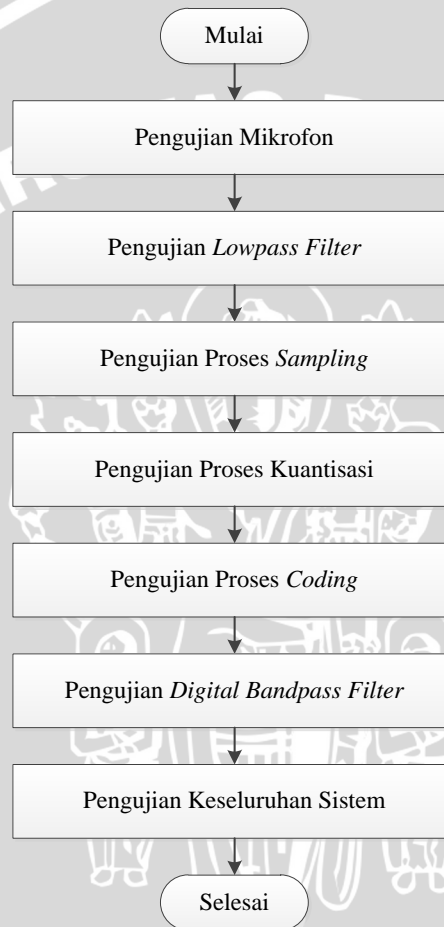 Mulai
Pengujian Mikrofon
Pengujian Lowpass Filter
Pengujian Proses Sampling
Pengujian Proses Kuantisasi
Pengujian Proses Coding
Pengujian Digital Bandpass Filter
Pengujian Keseluruhan Sistem
Selesai